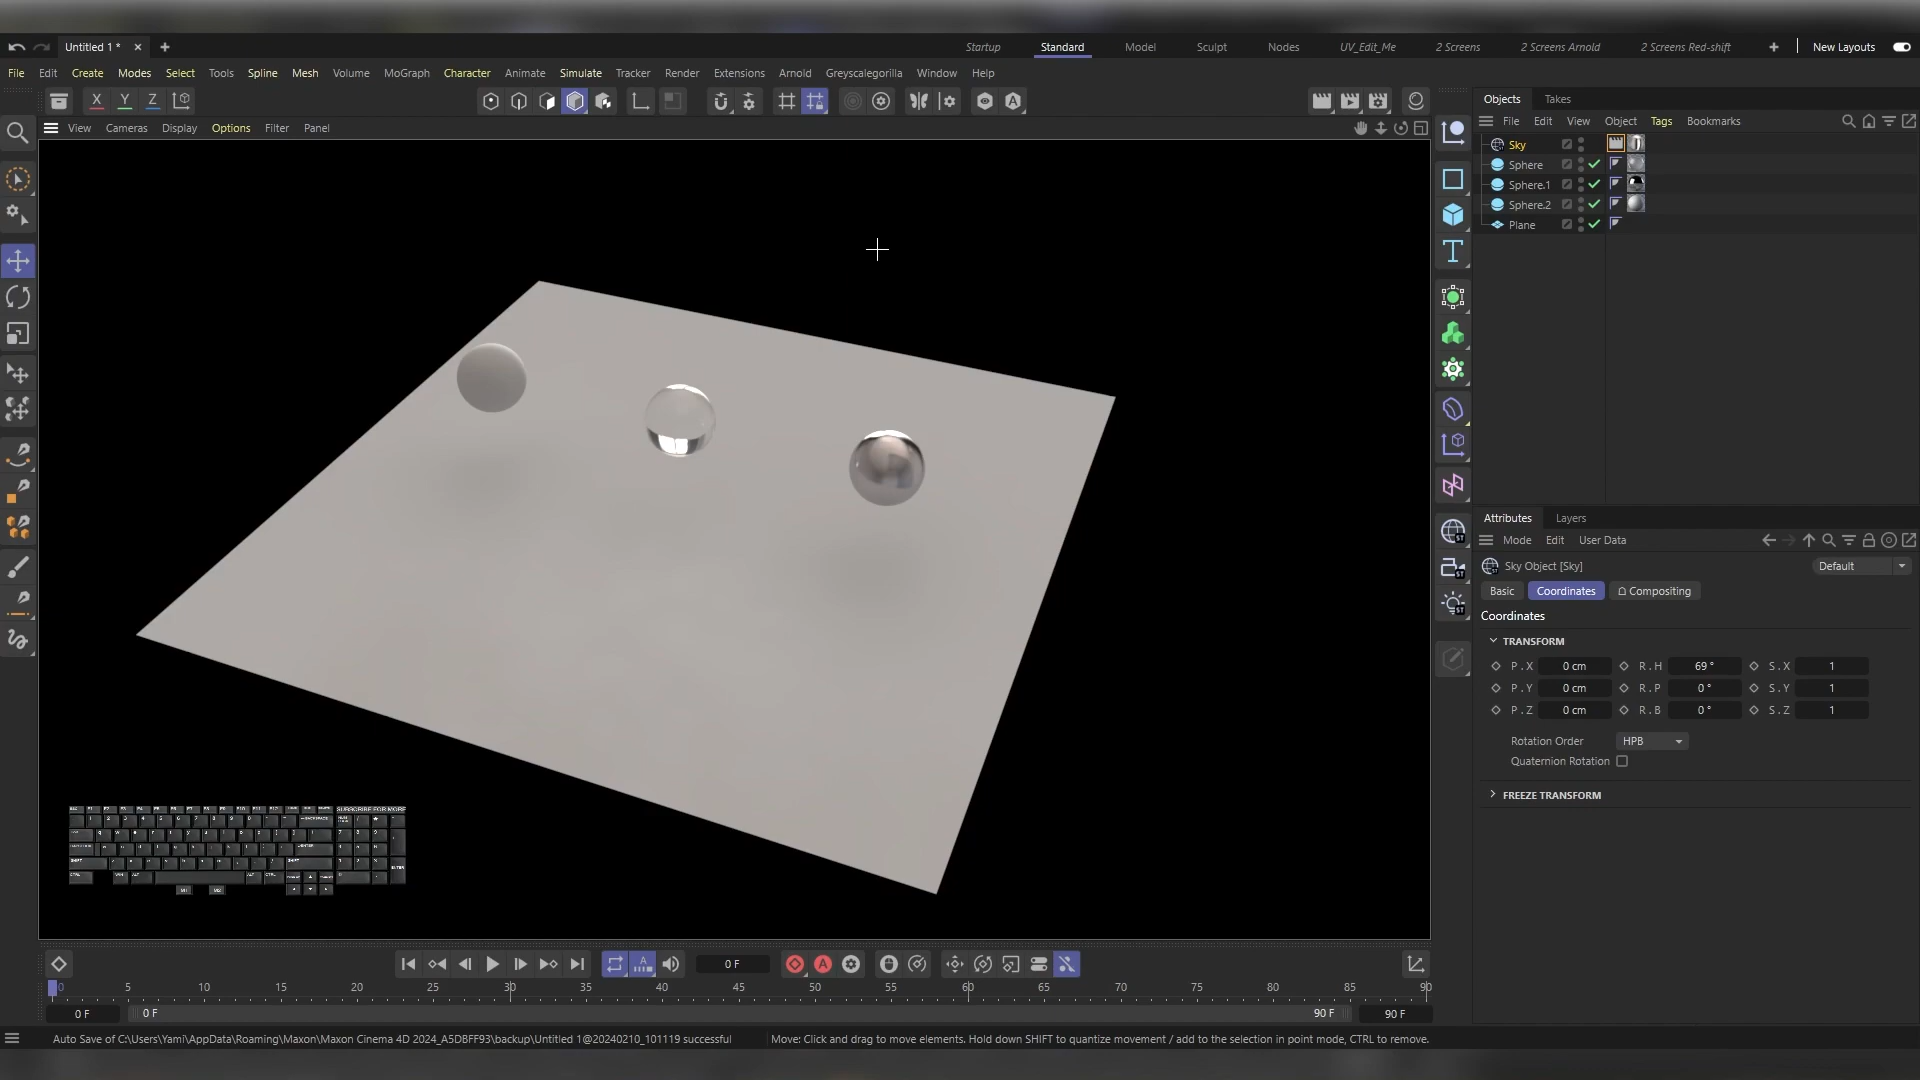 Untitled 1 *
Startup
Standard
Model
Sculpt
Nodes
UV_Edit_Me
2 Screens
2 Screens Arnold
2 Screens Red-shift
New Layouts
File Edit Create Modes Select Tools Spline Mesh Volume MoGraph Character Animate Simulate Tracker Render Extensions Arnold Greyscalegorilla Window Help
X Y Z
Objects Takes
View Cameras Display Options Filter Panel
File Edit View Object Tags Bookmarks
Sky
Sphere
Sphere.1
Sphere.2
Plane
Attributes Layers
Mode Edit User Data
Sky Object [Sky]
Default
Basic Coordinates Compositing
Coordinates
TRANSFORM
P . X 0 cm R . H 69 ° S . X 1
P . Y 0 cm R . P 0 ° S . Y 1
P . Z 0 cm R . B 0 ° S . Z 1
Rotation Order HPB
Quaternion Rotation
FREEZE TRANSFORM
SUBSCRIBE FOR MORE
0 F
0 5 10 15 20 25 30 35 40 45 50 55 60 65 70 75 80 85 90
0 F 0 F 90 F 90 F
Auto Save of C:\Users\Yami\AppData\Roaming\Maxon\Maxon Cinema 4D 2024_A5DBFF93\backup\Untitled 1@20240210_101119 successful
Move: Click and drag to move elements. Hold down SHIFT to quantize movement / add to the selection in point mode, CTRL to remove.